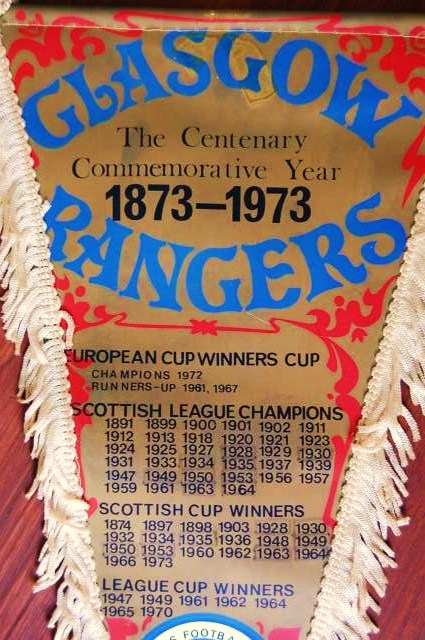 GLASGOW
The Centenary
Commemorative Year
1873–1973
RANGERS
EUROPEAN CUP WINNERS CUP
CHAMPIONS 1972
RUNNERS-UP 1961, 1967
SCOTTISH LEAGUE CHAMPIONS
1891 1899 1900 1901 1902 1911
1912 1913 1918 1920 1921 1923
1924 1925 1927 1928 1929 1930
1931 1933 1934 1935 1937 1939
1947 1949 1950 1953 1956 1957
1959 1961 1963 1964
SCOTTISH CUP WINNERS
1874 1897 1898 1903 1928 1930
1932 1934 1935 1936 1948 1949
1950 1953 1960 1962 1963 1964
1966 1973
LEAGUE CUP WINNERS
1947 1949 1961 1962 1964
1965 1970